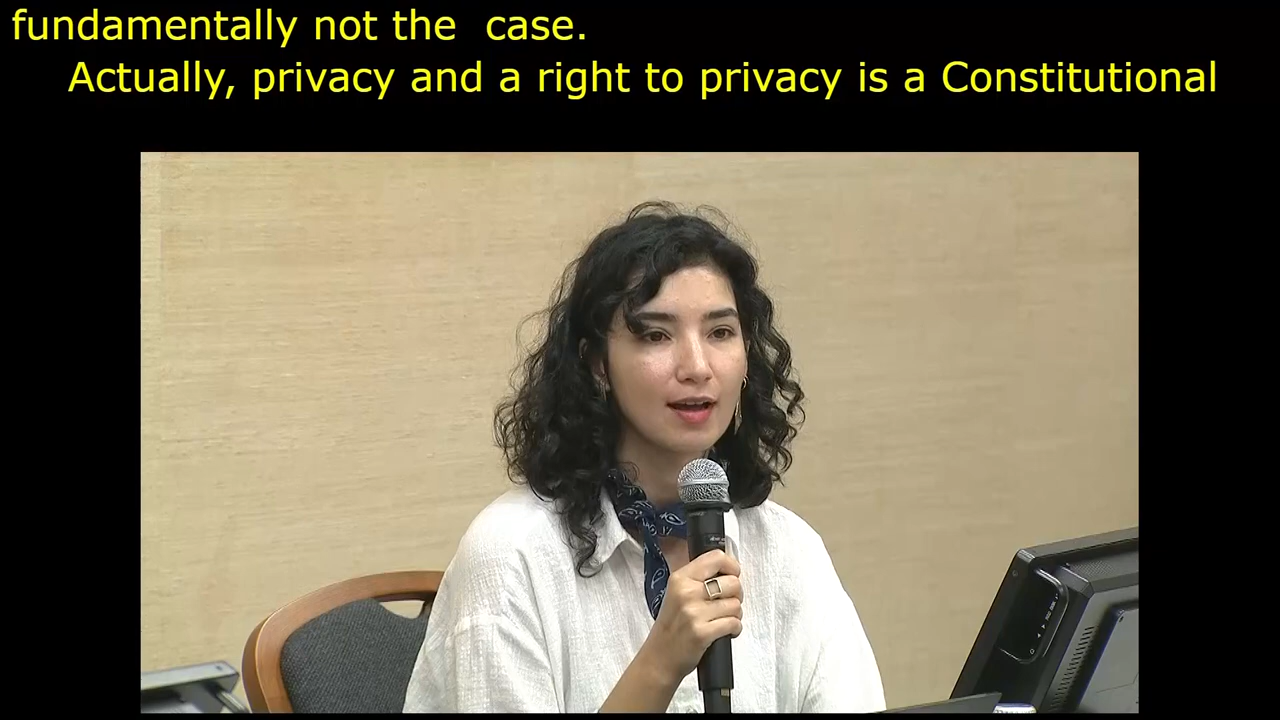 fundamentally not the  case.
Actually, privacy and a right to privacy is a Constitutional